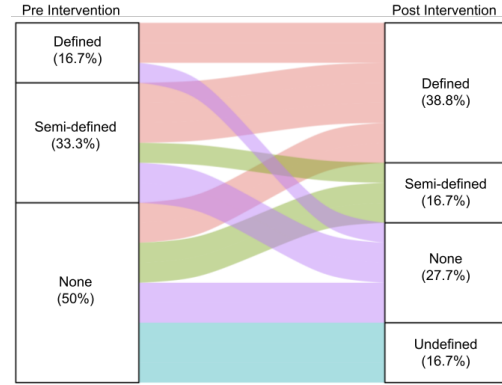 Pre Intervention
Post Intervention
Defined
(16.7%)
Semi-defined
(33.3%)
None
(50%)
Defined
(38.8%)
Semi-defined
(16.7%)
None
(27.7%)
Undefined
(16.7%)